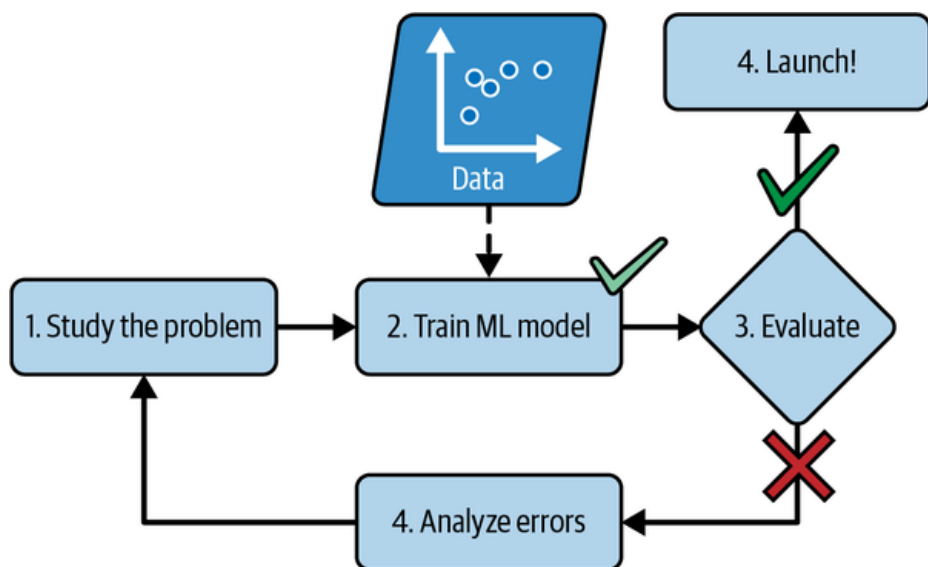 4. Launch!
Data
1. Study the problem
2. Train ML model
3. Evaluate
4. Analyze errors